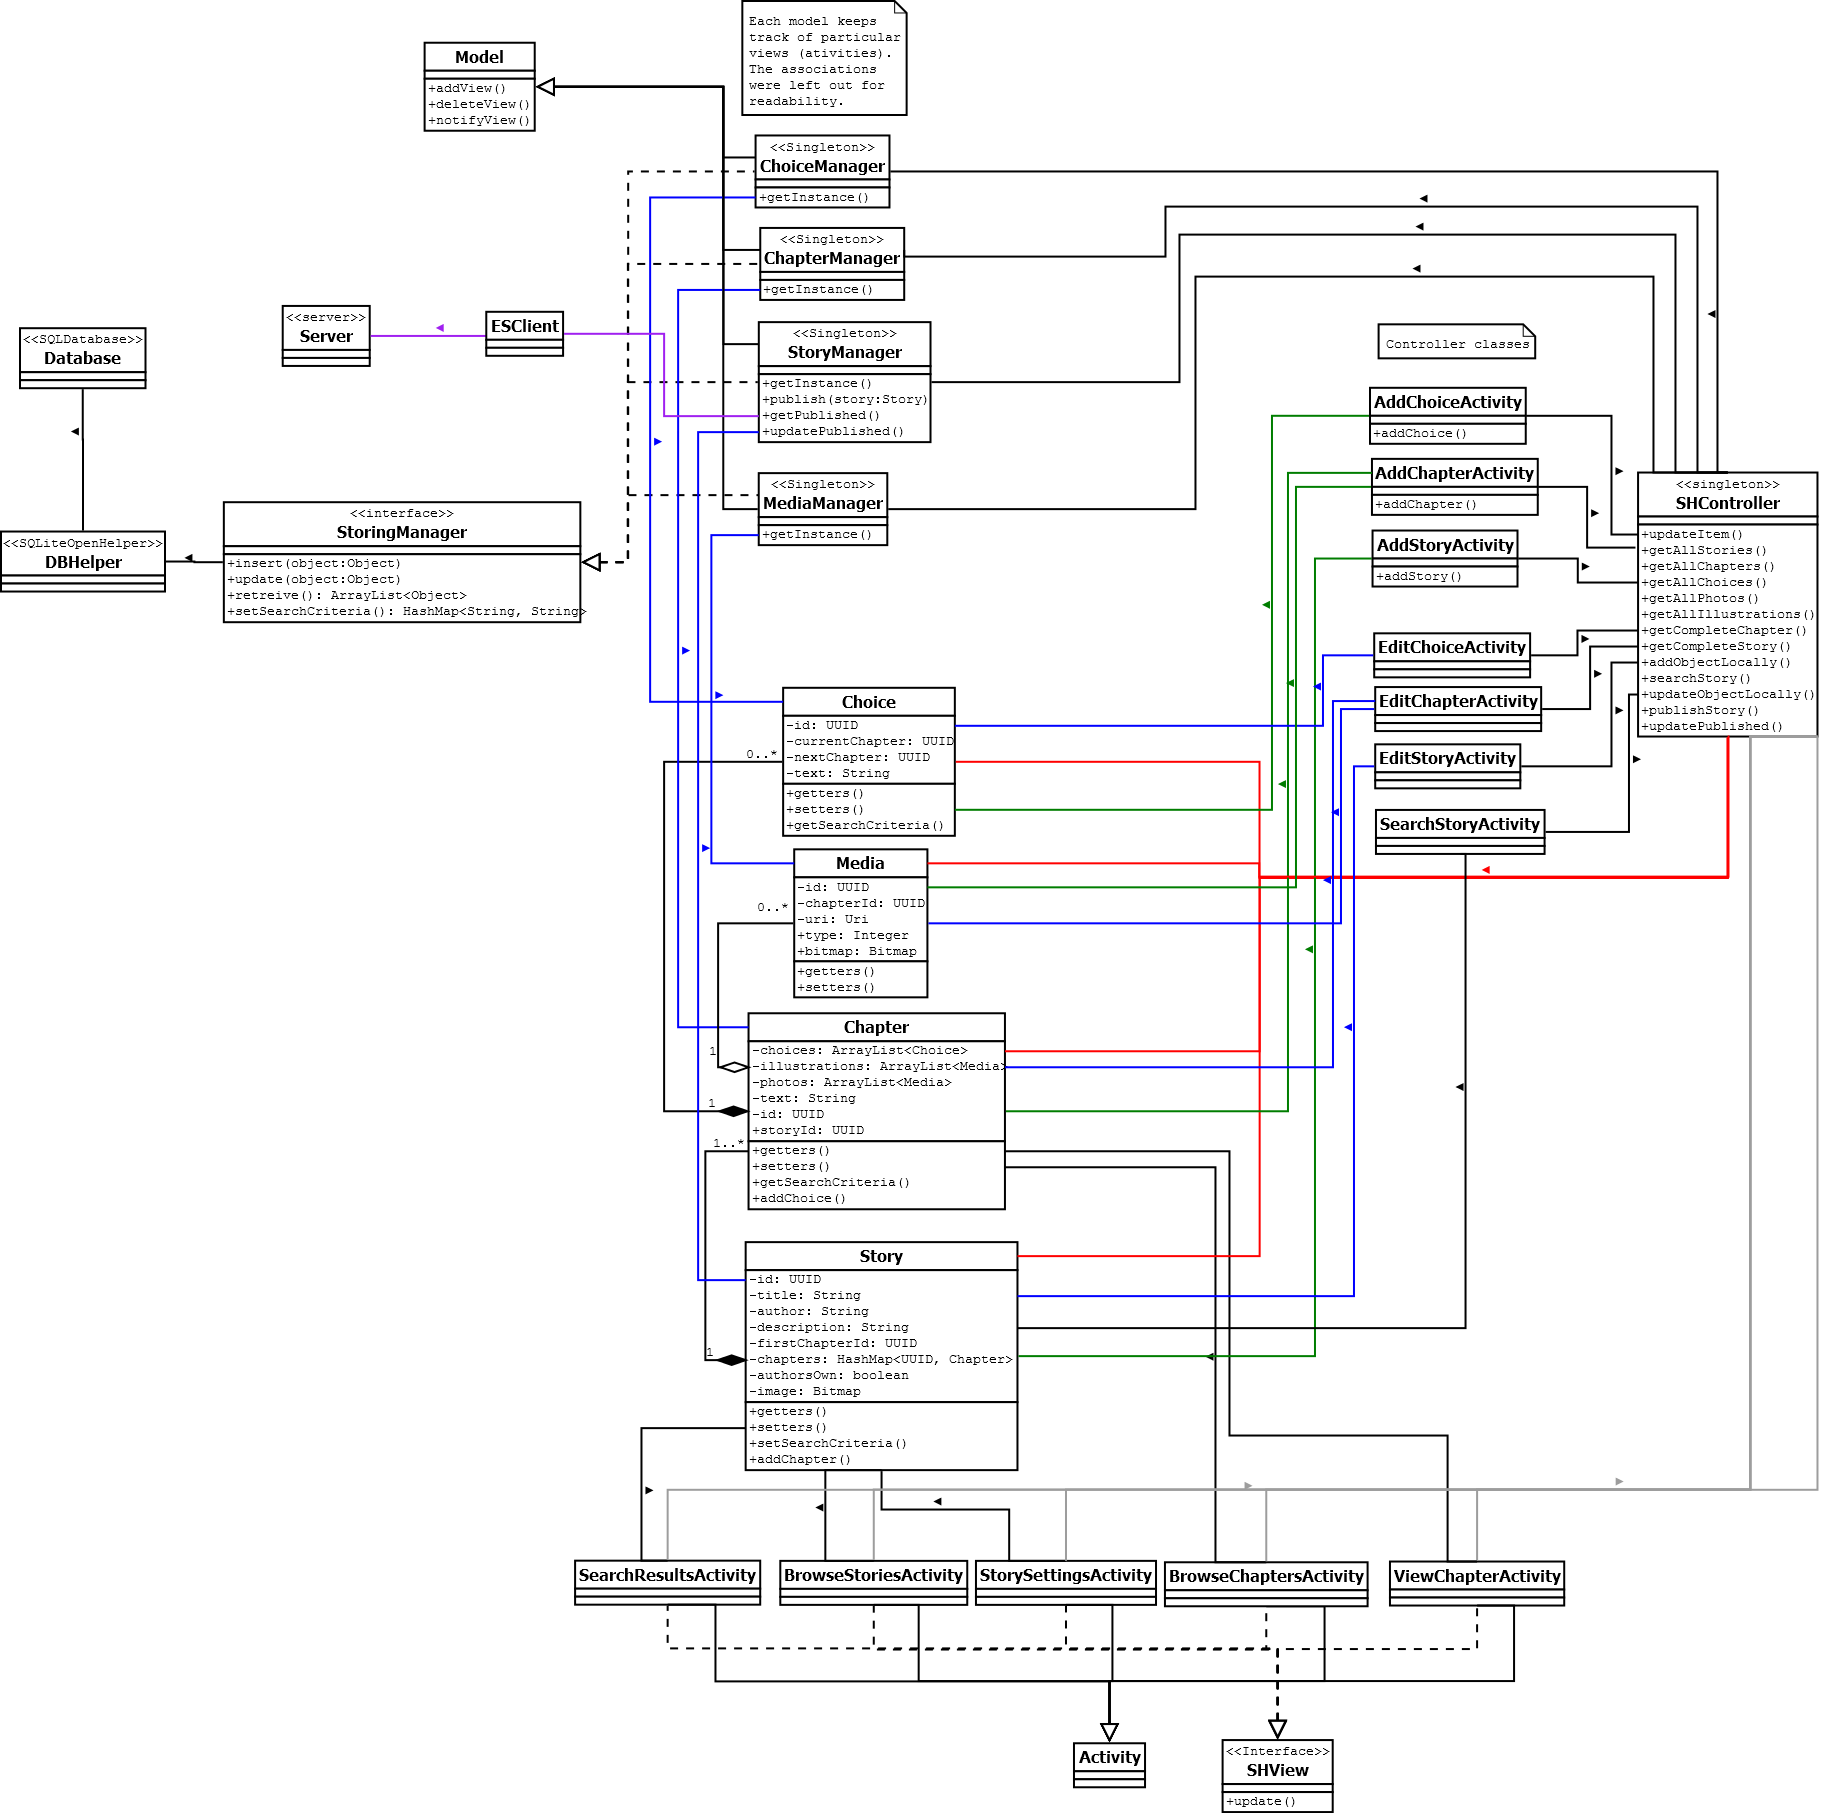 Each model keeps
track of particular
views (ativities).
The associations
were left out for
readability.
Model
+addView()
+deleteView()
+notifyView()
<<Singleton>>
ChoiceManager
+getInstance()
<<Singleton>>
ChapterManager
+getInstance()
<<server>>
Server
ESClient
<<SQLDatabase>>
Database
<<Singleton>>
StoryManager
+getInstance()
+publish(story:Story)
+getPublished()
+updatePublished()
Controller classes
AddChoiceActivity
+addChoice()
AddChapterActivity
+addChapter()
AddStoryActivity
+addStory()
<<Singleton>>
MediaManager
+getInstance()
<<singleton>>
SHController
+updateItem()
+getAllStories()
+getAllChapters()
+getAllChoices()
+getAllPhotos()
+getAllIllustrations()
+getCompleteChapter()
+getCompleteStory()
+addObjectLocally()
+searchStory()
+updateObjectLocally()
+publishStory()
+updatePublished()
<<interface>>
StoringManager
+insert(object:Object)
+update(object:Object)
+retreive(): ArrayList<Object>
+setSearchCriteria(): HashMap<String, String>
<<SQLiteOpenHelper>>
DBHelper
EditChoiceActivity
EditChapterActivity
EditStoryActivity
SearchStoryActivity
Choice
-id: UUID
-currentChapter: UUID
-nextChapter: UUID
-text: String
+getters()
+setters()
+getSearchCriteria()
0..*
Media
-id: UUID
-chapterId: UUID
-uri: Uri
+type: Integer
+bitmap: Bitmap
+getters()
+setters()
0..*
Chapter
-choices: ArrayList<Choice>
-illustrations: ArrayList<Media>
-photos: ArrayList<Media>
-text: String
-id: UUID
+storyId: UUID
+getters()
+setters()
+getSearchCriteria()
+addChoice()
1
1
1..*
Story
-id: UUID
-title: String
-author: String
-description: String
-firstChapterId: UUID
-chapters: HashMap<UUID, Chapter>
-authorsOwn: boolean
-image: Bitmap
+getters()
+setters()
+setSearchCriteria()
+addChapter()
1
SearchResultsActivity
BrowseStoriesActivity
StorySettingsActivity
BrowseChaptersActivity
ViewChapterActivity
Activity
<<Interface>>
SHView
+update()